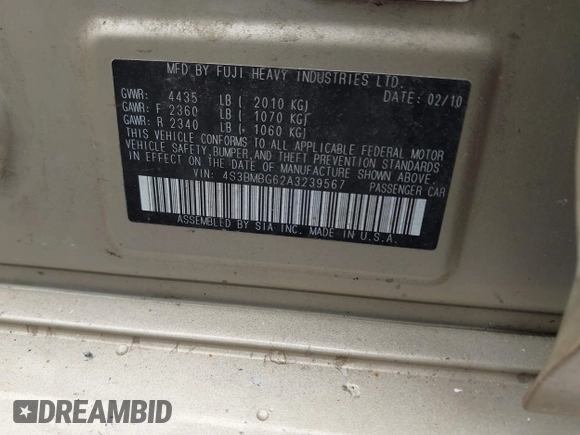 MFD BY FUJI HEAVY INDUSTRIES LTD.
GVWR: 4435 LB ( 2010 KG) DATE: 02/10
GAWR: F 2360 LB ( 1070 KG)
GAWR: R 2340 LB ( 1060 KG)
THIS VEHICLE CONFORMS TO ALL APPLICABLE FEDERAL MOTOR
VEHICLE SAFETY, BUMPER, AND THEFT PREVENTION STANDARDS
IN EFFECT ON THE DATE OF MANUFACTURE SHOWN ABOVE.
VIN: 4S3BMBG62A3239567 PASSENGER CAR
ASSEMBLED BY SIA INC. MADE IN U.S.A.
DREAMBID